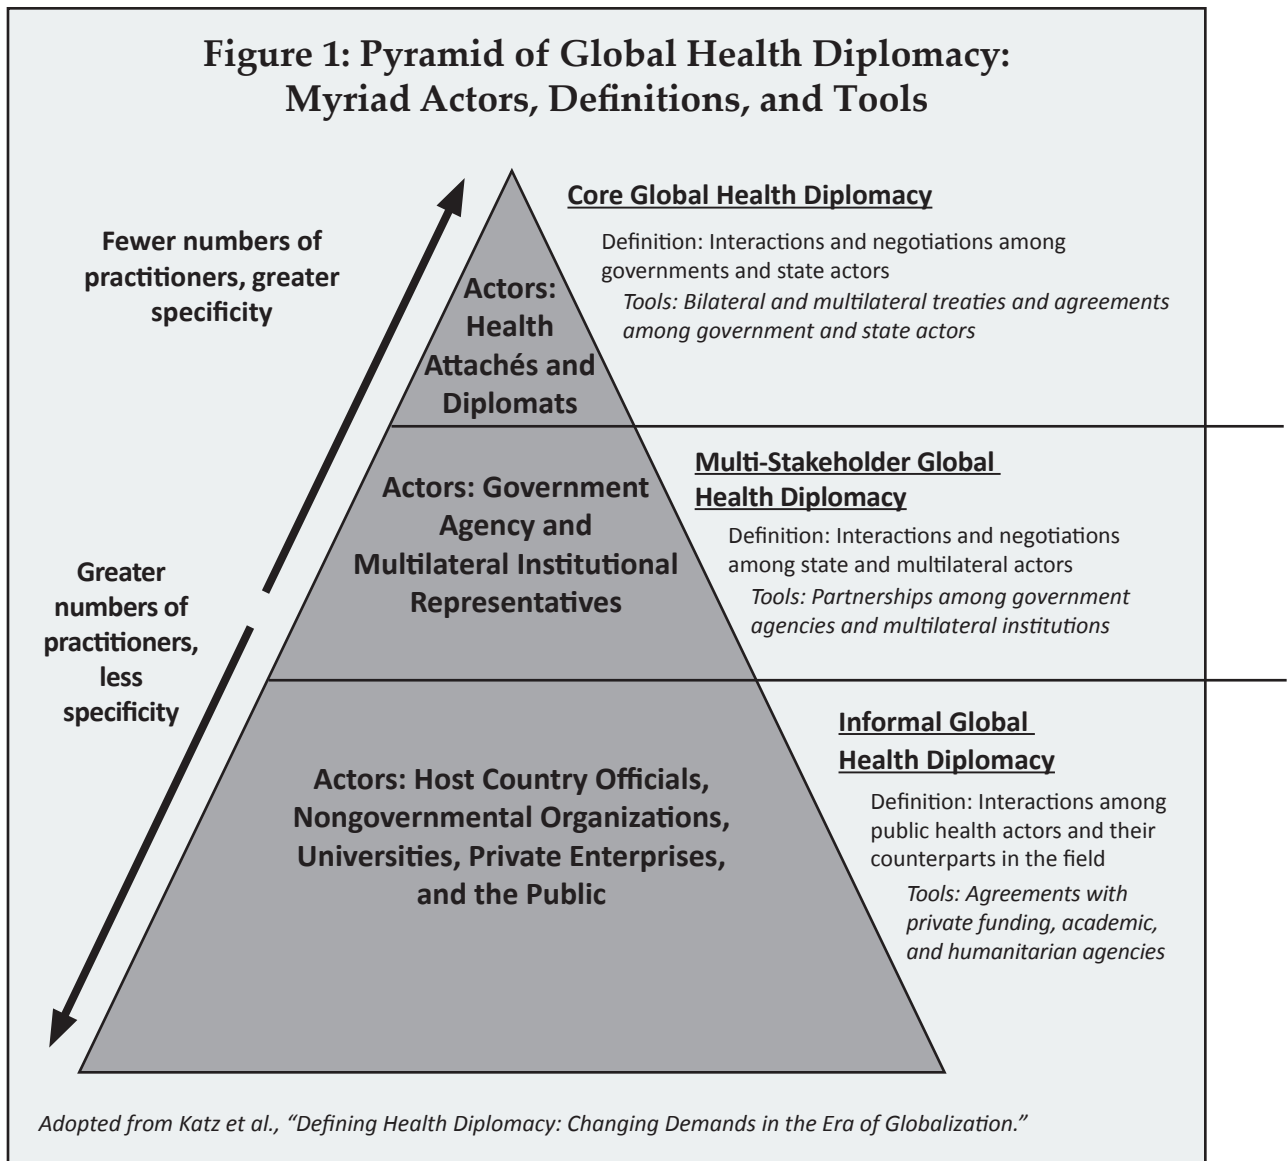 Figure 1: Pyramid of Global Health Diplomacy:
Myriad Actors, Definitions, and Tools
Fewer numbers of
practitioners, greater
specificity
Actors:
Health
Attachés and
Diplomats
Core Global Health Diplomacy
Definition: Interactions and negotiations among
governments and state actors
Tools: Bilateral and multilateral treaties and agreements
among government and state actors
Greater
numbers of
practitioners,
less
specificity
Actors: Government
Agency and
Multilateral Institutional
Representatives
Multi-Stakeholder Global
Health Diplomacy
Definition: Interactions and negotiations
among state and multilateral actors
Tools: Partnerships among government
agencies and multilateral institutions
Actors: Host Country Officials,
Nongovernmental Organizations,
Universities, Private Enterprises,
and the Public
Informal Global
Health Diplomacy
Definition: Interactions among
public health actors and their
counterparts in the field
Tools: Agreements with
private funding, academic,
and humanitarian agencies
Adopted from Katz et al., “Defining Health Diplomacy: Changing Demands in the Era of Globalization.”